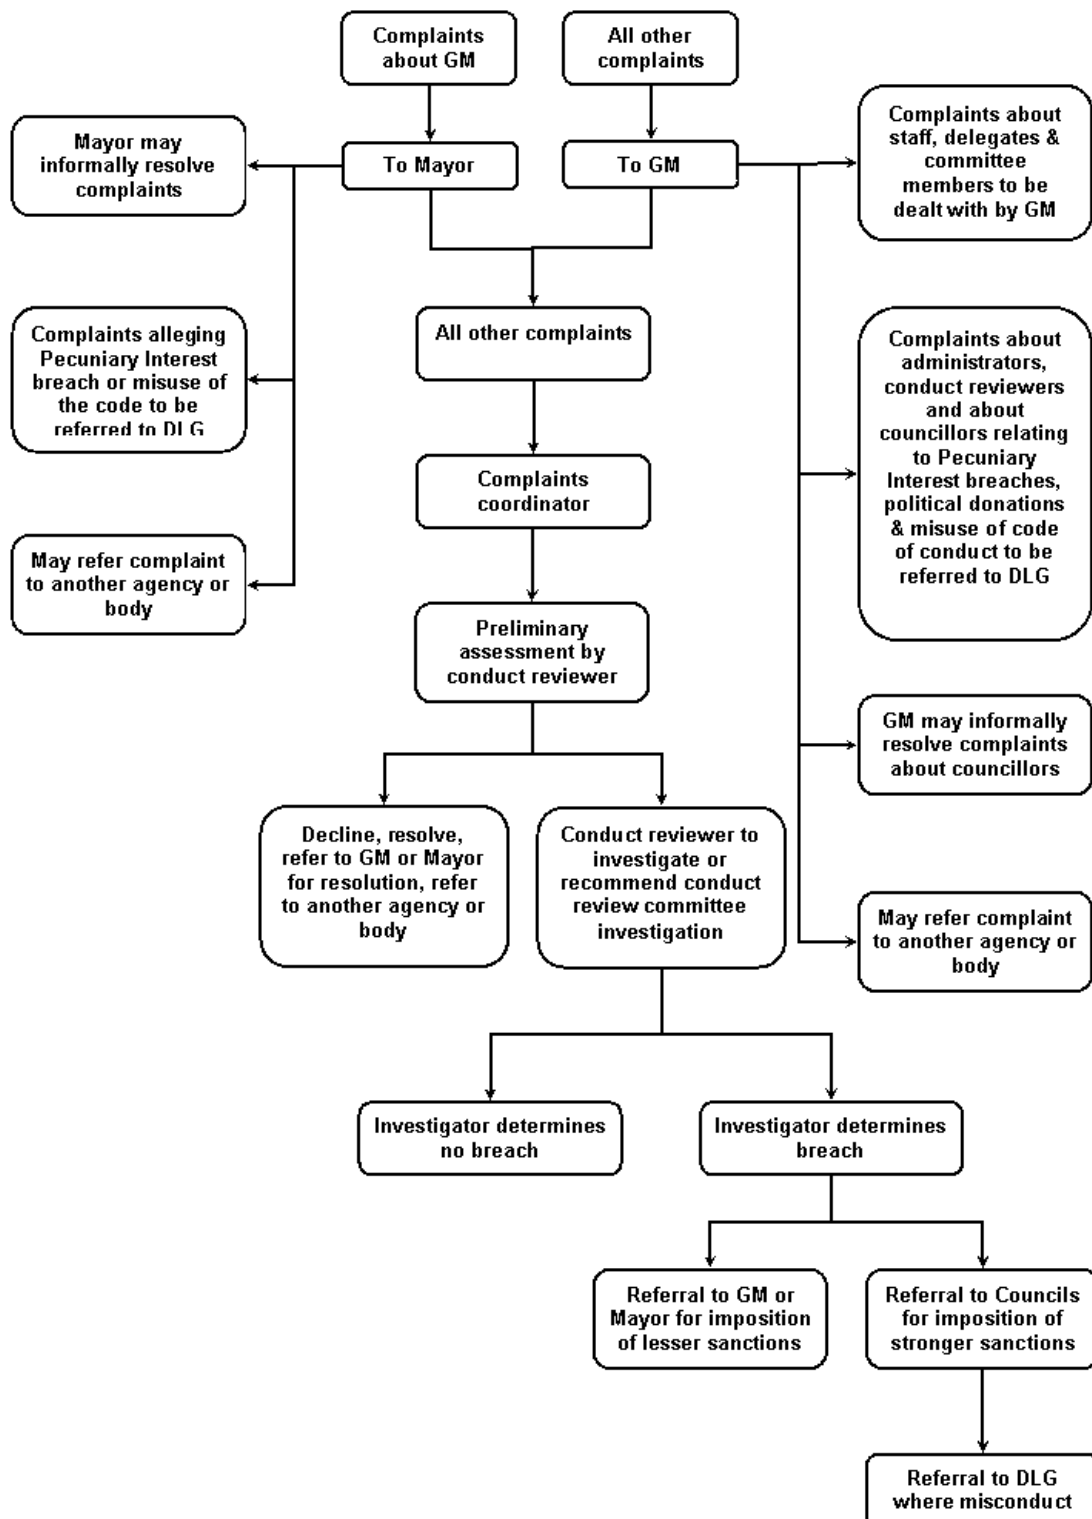 Complaints
about GM
All other
complaints
Mayor may
informally resolve
complaints
To Mayor
To GM
Complaints about
staff, delegates &
committee
members to be
dealt with by GM
Complaints alleging
Pecuniary Interest
breach or misuse of
the code to be
referred to DLG
All other complaints
Complaints about
administrators,
conduct reviewers
and about
councillors relating
to Pecuniary
Interest breaches,
political donations
& misuse of code
of conduct to be
referred to DLG
Complaints
coordinator
May refer complaint
to another agency or
body
Preliminary
assessment by
conduct reviewer
GM may informally
resolve complaints
about councillors
Decline, resolve,
refer to GM or Mayor
for resolution, refer
to another agency or
body
Conduct reviewer to
investigate or
recommend conduct
review committee
investigation
May refer complaint
to another agency or
body
Investigator determines
no breach
Investigator determines
breach
Referral to GM or
Mayor for imposition
of lesser sanctions
Referral to Councils
for imposition of
stronger sanctions
Referral to DLG
where misconduct